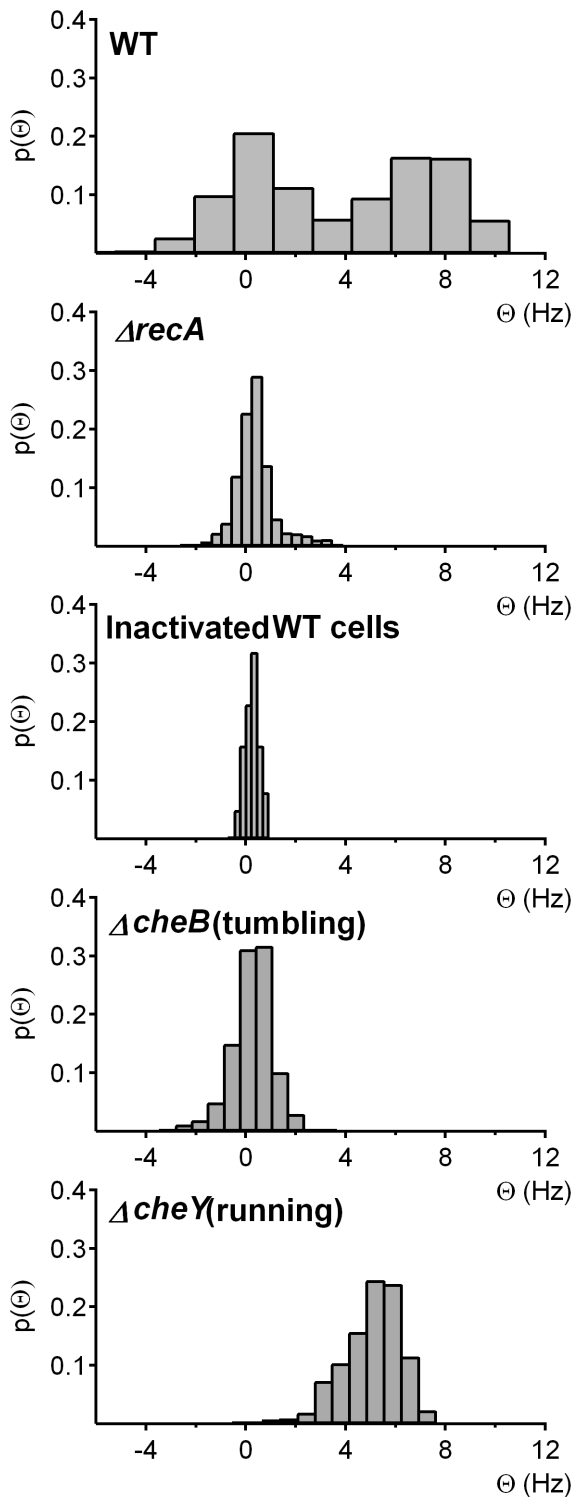 WT
0.4
0.3
0.2
0.1
p(Θ)
-4 0 4 8 12
Θ (Hz)
ΔrecA
0.4
0.3
0.2
0.1
p(Θ)
-4 0 4 8 12
Θ (Hz)
Inactivated WT cells
0.4
0.3
0.2
0.1
p(Θ)
-4 0 4 8 12
Θ (Hz)
ΔcheB (tumbling)
0.4
0.3
0.2
0.1
p(Θ)
-4 0 4 8 12
Θ (Hz)
ΔcheY (running)
0.4
0.3
0.2
0.1
p(Θ)
-4 0 4 8 12
Θ (Hz)